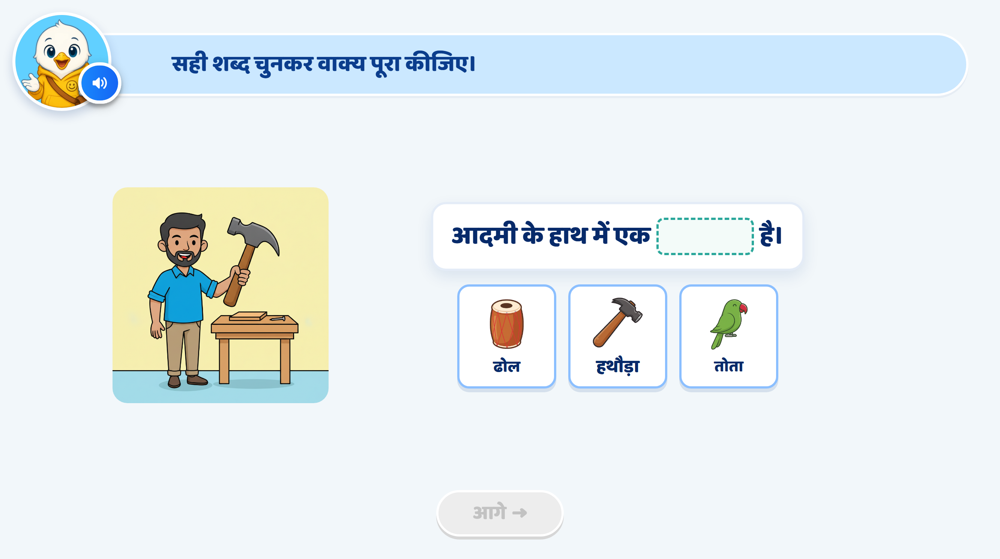 सही शब्द चुनकर वाक्य पूरा कीजिए।
आदमी के हाथ में एक है।
ढोल
हथौड़ा
तोता
आगे →